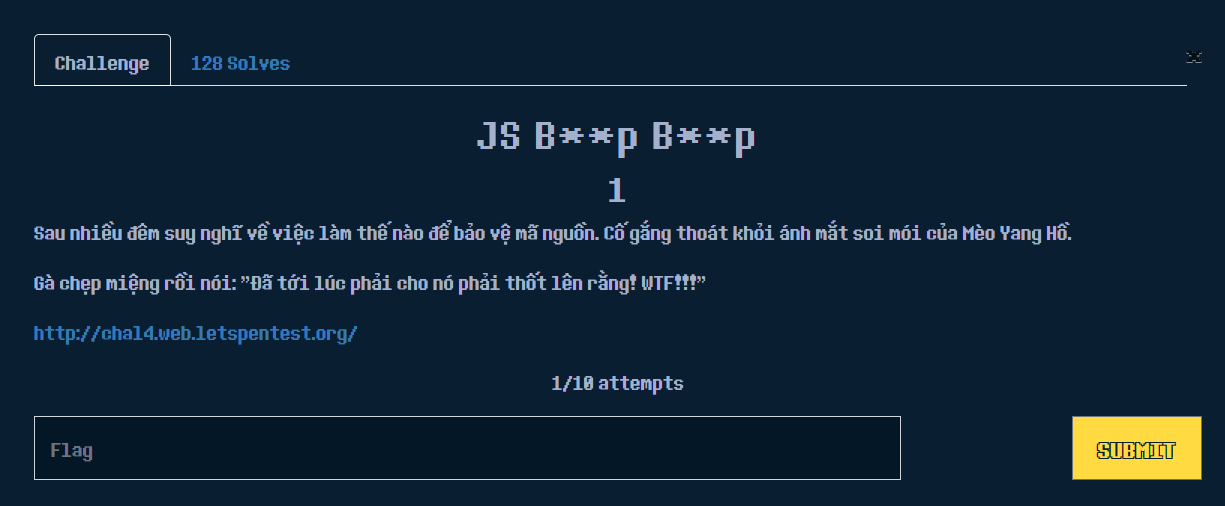 Challenge
128 Solves
×
JS B**p B**p
1
Sau nhiều đêm suy nghĩ về việc làm thế nào để bảo vệ mã nguồn. Cố gắng thoát khỏi ánh mắt soi mói của Mèo Yang Hồ.
Gà chẹp miệng rồi nói: "Đã tới lúc phải cho nó phải thốt lên rằng! WTF!!!"
http://chal4.web.letspentest.org/
1/10 attempts
Flag
SUBMIT